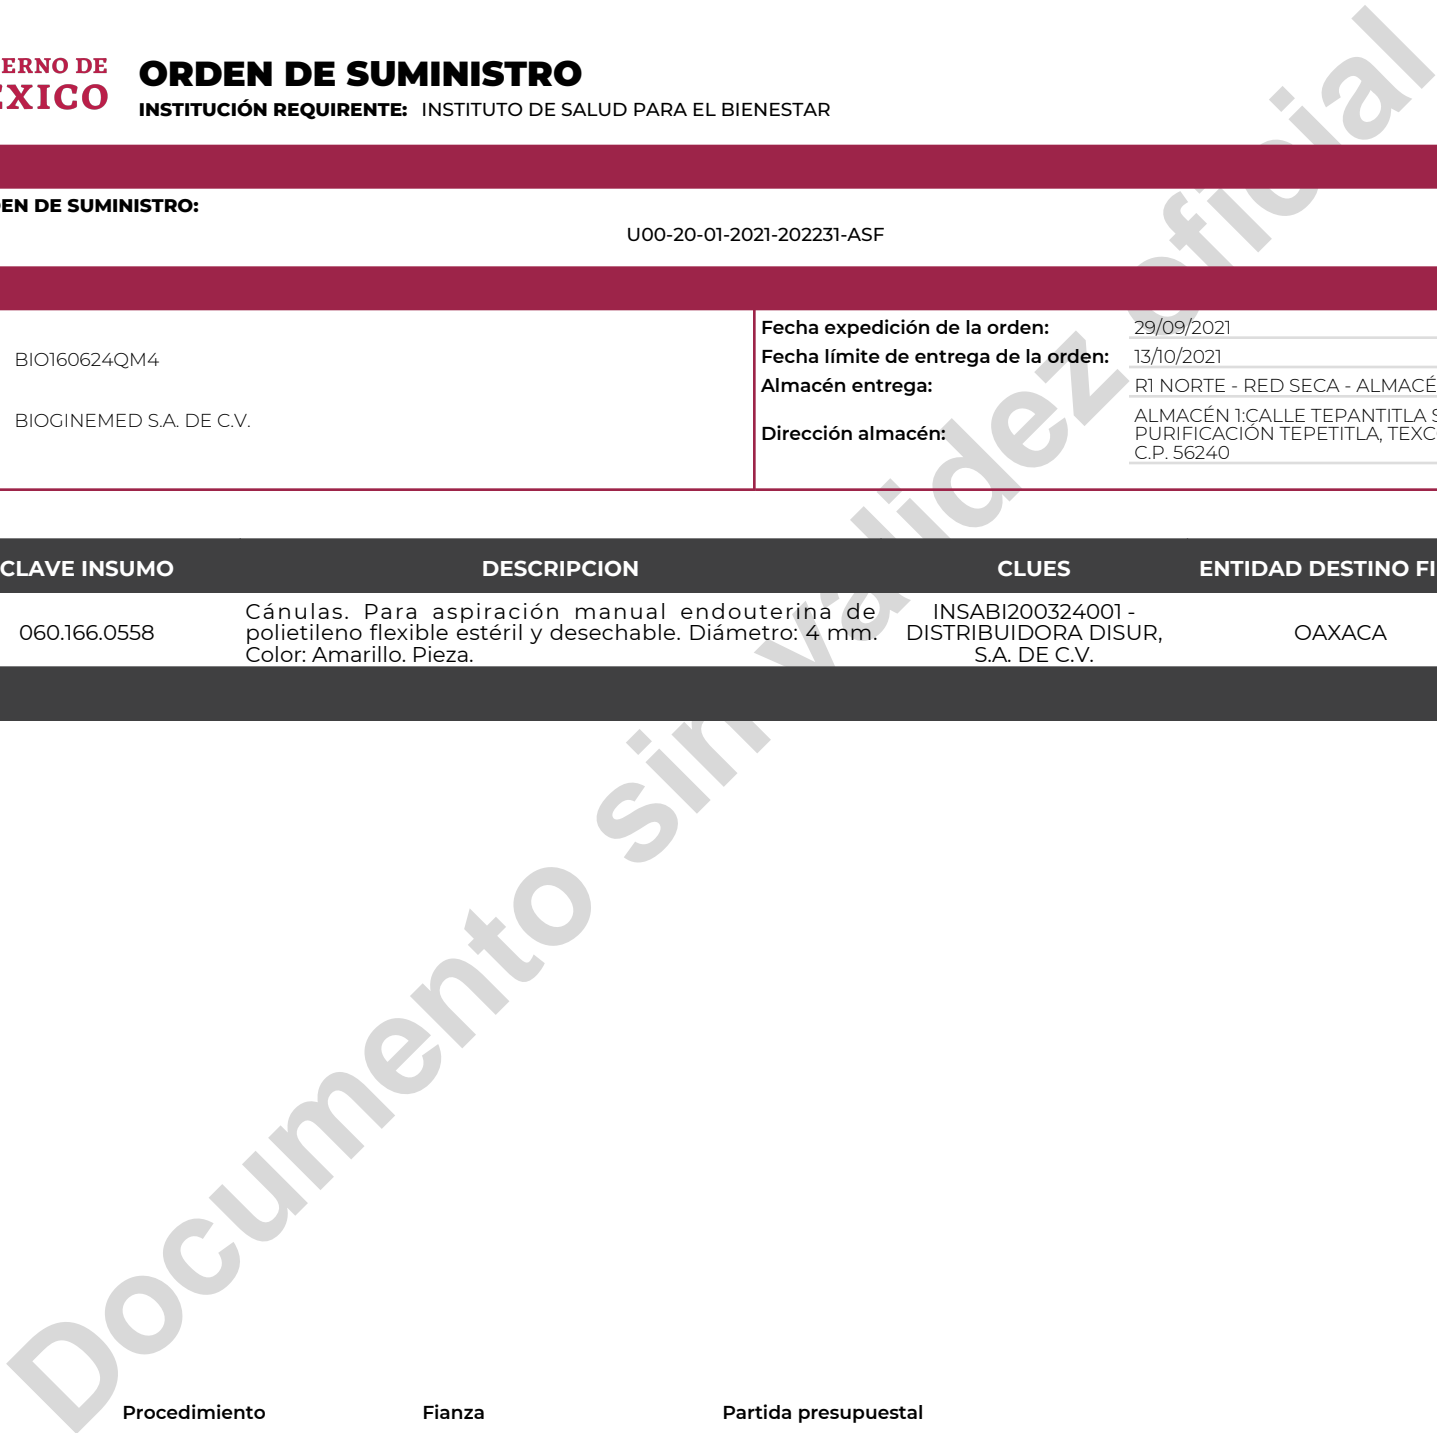 ERNO DE
EXICO
ORDEN DE SUMINISTRO
INSTITUCIÓN REQUIRENTE: INSTITUTO DE SALUD PARA EL BIENESTAR
EN DE SUMINISTRO:
U00-20-01-2021-202231-ASF
BIO160624QM4
BIOGINEMED S.A. DE C.V.
Fecha expedición de la orden: 29/09/2021
Fecha límite de entrega de la orden: 13/10/2021
Almacén entrega: R1 NORTE - RED SECA - ALMACÉ
Dirección almacén:
ALMACÉN 1:CALLE TEPANTITLA S
PURIFICACIÓN TEPETITLA, TEXC
C.P. 56240
CLAVE INSUMO DESCRIPCION CLUES ENTIDAD DESTINO FI
060.166.0558
Cánulas. Para aspiración manual endouterina de
polietileno flexible estéril y desechable. Diámetro: 4 mm.
Color: Amarillo. Pieza.
INSABI200324001 -
DISTRIBUIDORA DISUR,
S.A. DE C.V.
OAXACA
Documento sin validez oficial
Procedimiento Fianza Partida presupuestal